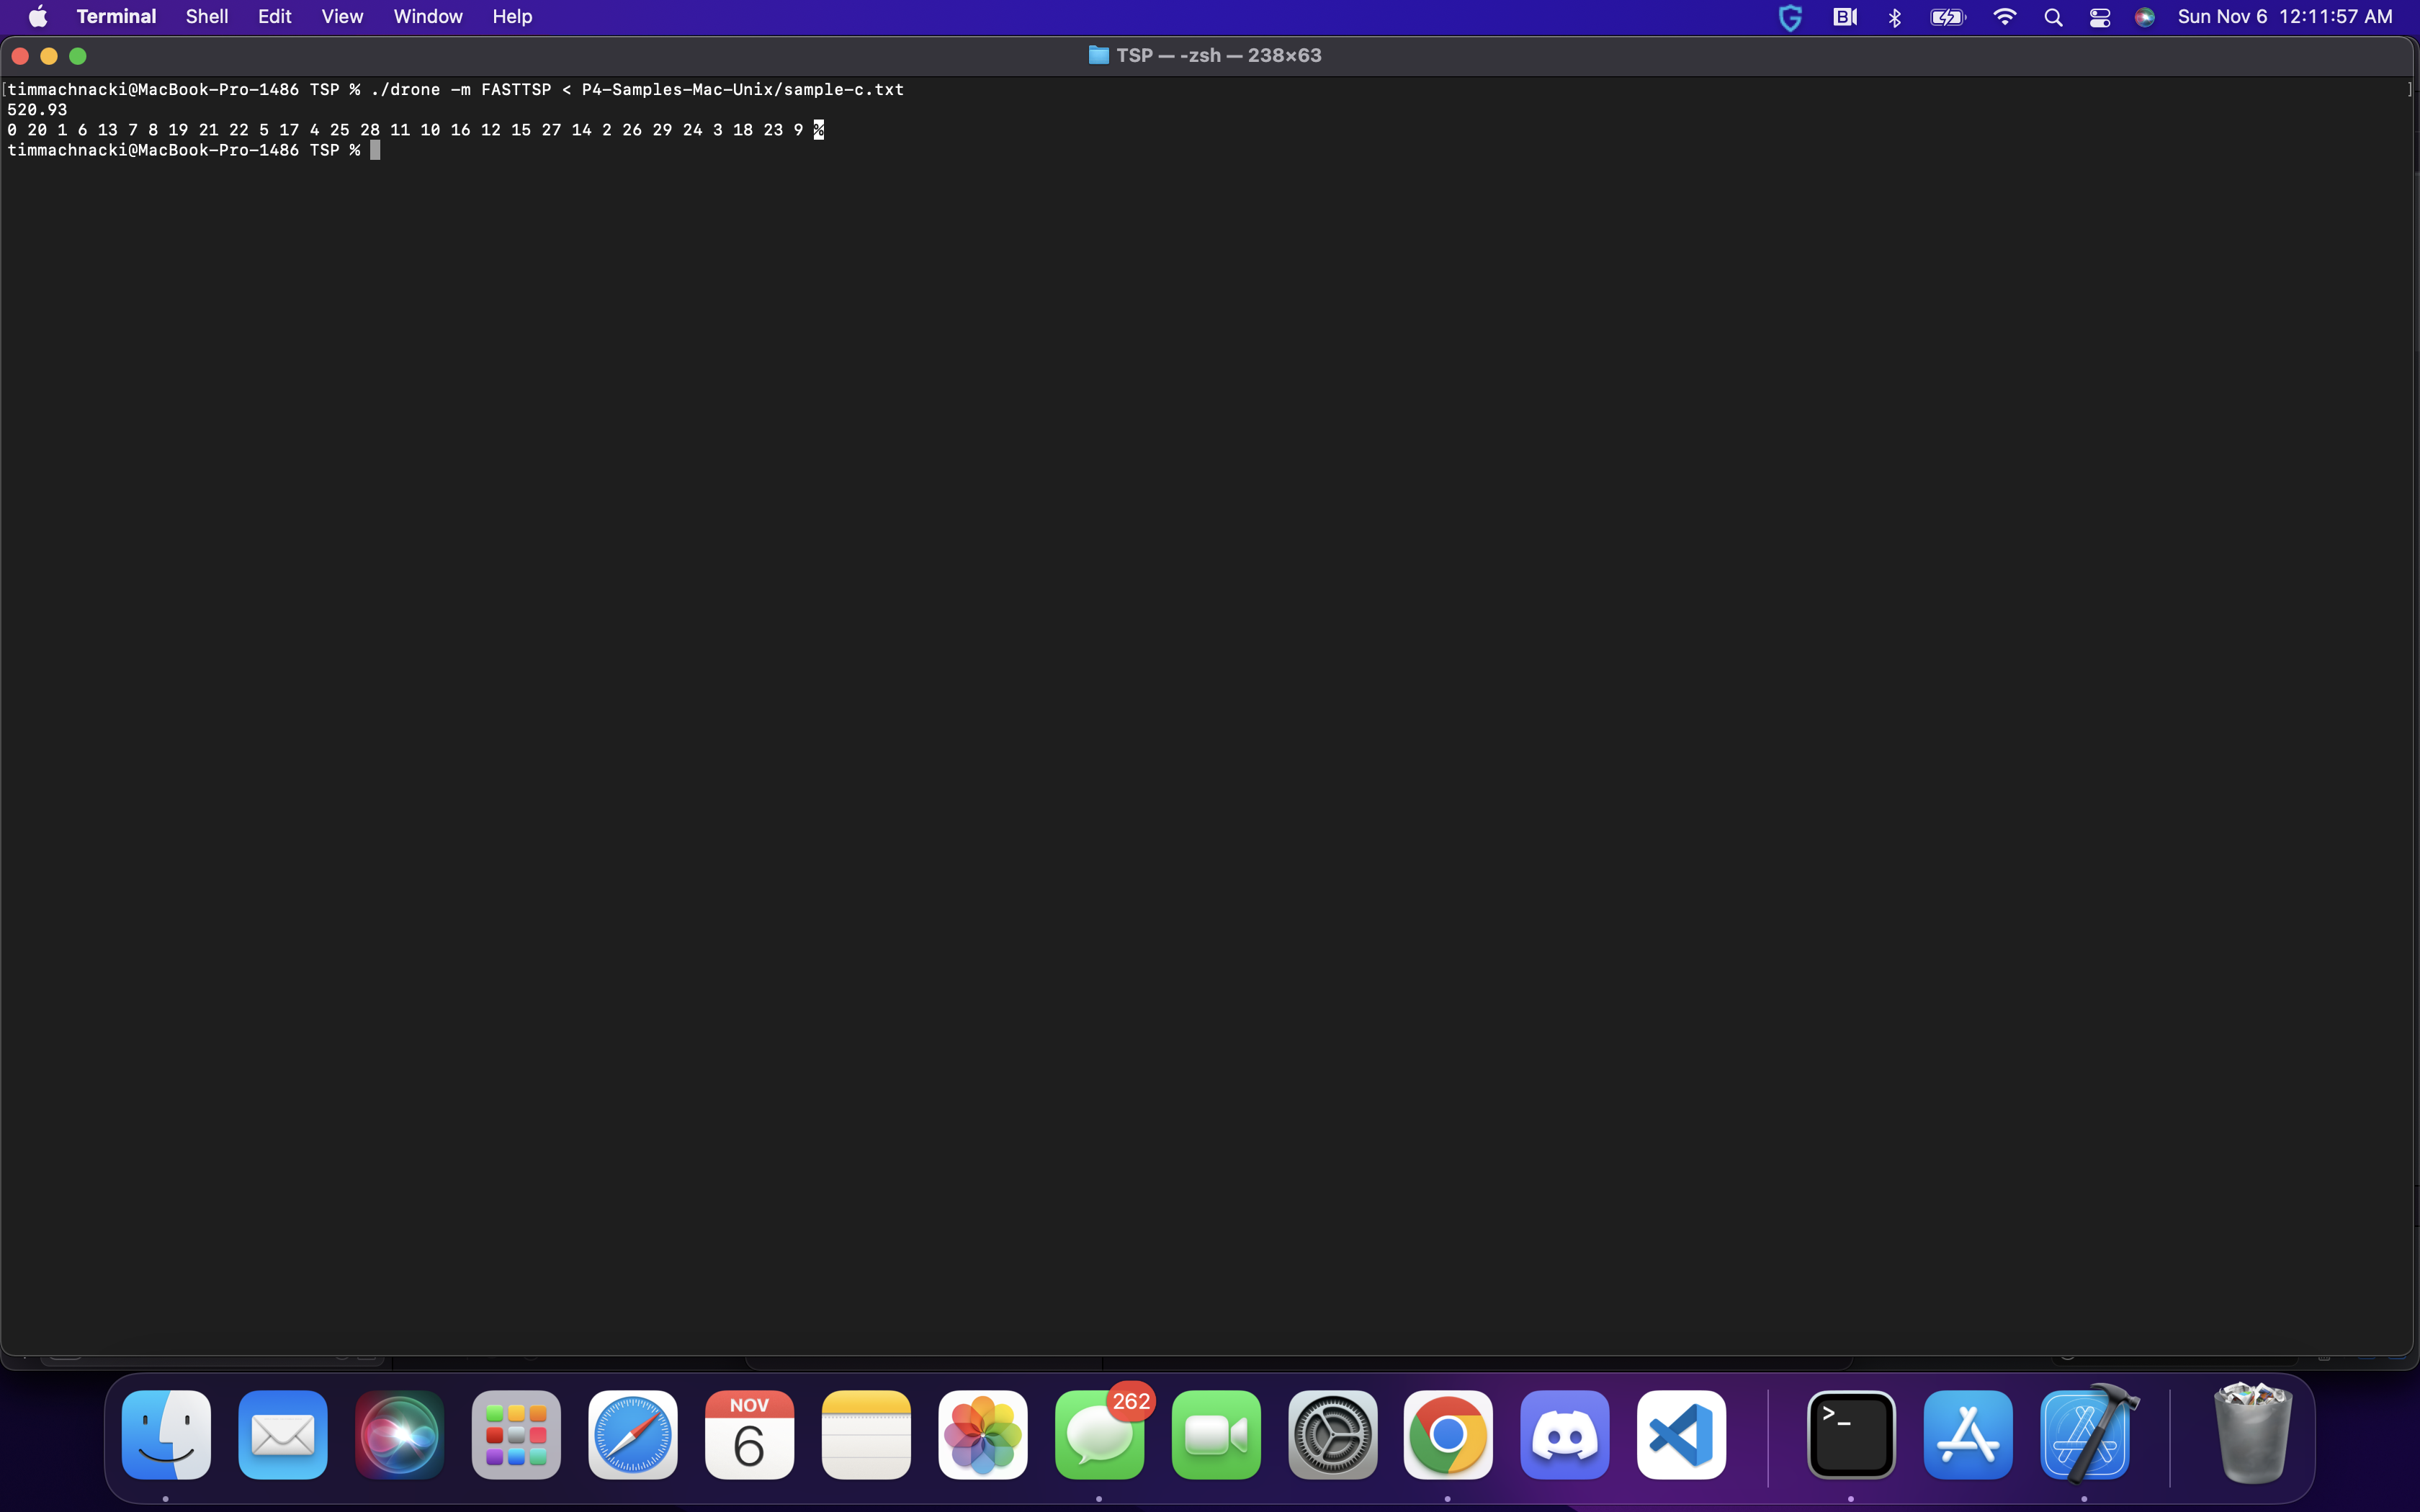 Terminal Shell Edit View Window Help Sun Nov 6 12:11:57 AM
TSP — -zsh — 238×63
[timmachnacki@MacBook-Pro-1486 TSP % ./drone -m FASTTSP < P4-Samples-Mac-Unix/sample-c.txt ]
520.93
0 20 1 6 13 7 8 19 21 22 5 17 4 25 28 11 10 16 12 15 27 14 2 26 29 24 3 18 23 9 %
timmachnacki@MacBook-Pro-1486 TSP %
262
NOV
6
>_